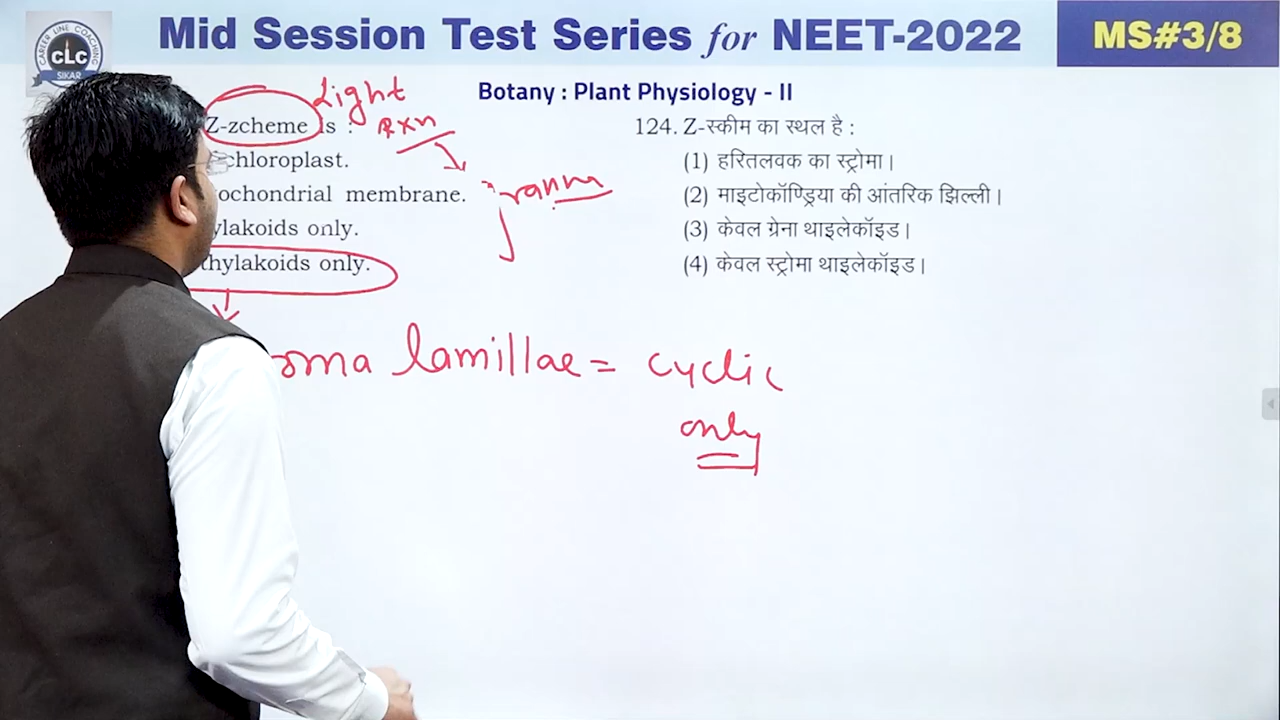 Mid Session Test Series for NEET-2022
MS#3/8
CAREER LINE COACHING
CLC
SIKAR
Botany : Plant Physiology - II
Z-zcheme is :
chloroplast.
ochondrial membrane.
ylakoids only.
thylakoids only.
Light
Rxn
granna
oma lamillae = cyclic
only
124. Z-स्कीम का स्थल है :
(1) हरितलवक का स्ट्रोमा।
(2) माइटोकॉण्ड्रिया की आंतरिक झिल्ली।
(3) केवल ग्रेना थाइलेकॉइड।
(4) केवल स्ट्रोमा थाइलेकॉइड।